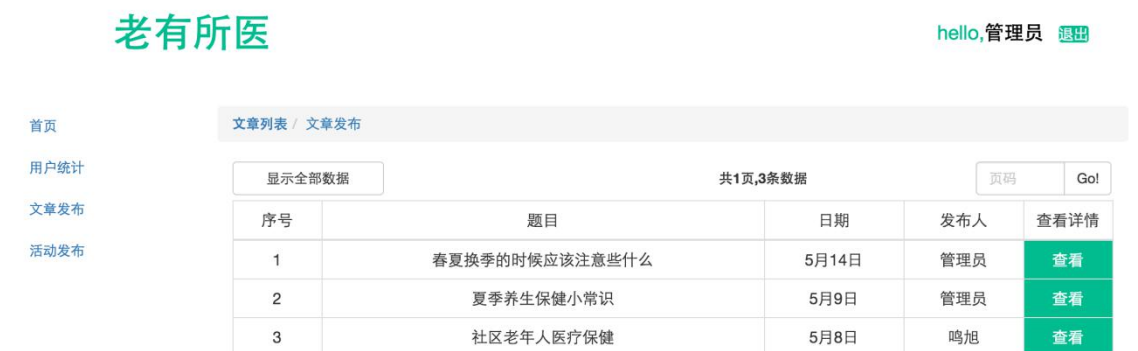 老有所医
hello,管理员 退出
首页
用户统计
文章发布
活动发布
文章列表 / 文章发布
显示全部数据 共1页,3条数据 页码 Go!
序号 题目 日期 发布人 查看详情
1 春夏换季的时候应该注意些什么 5月14日 管理员 查看
2 夏季养生保健小常识 5月9日 管理员 查看
3 社区老年人医疗保健 5月8日 鸣旭 查看